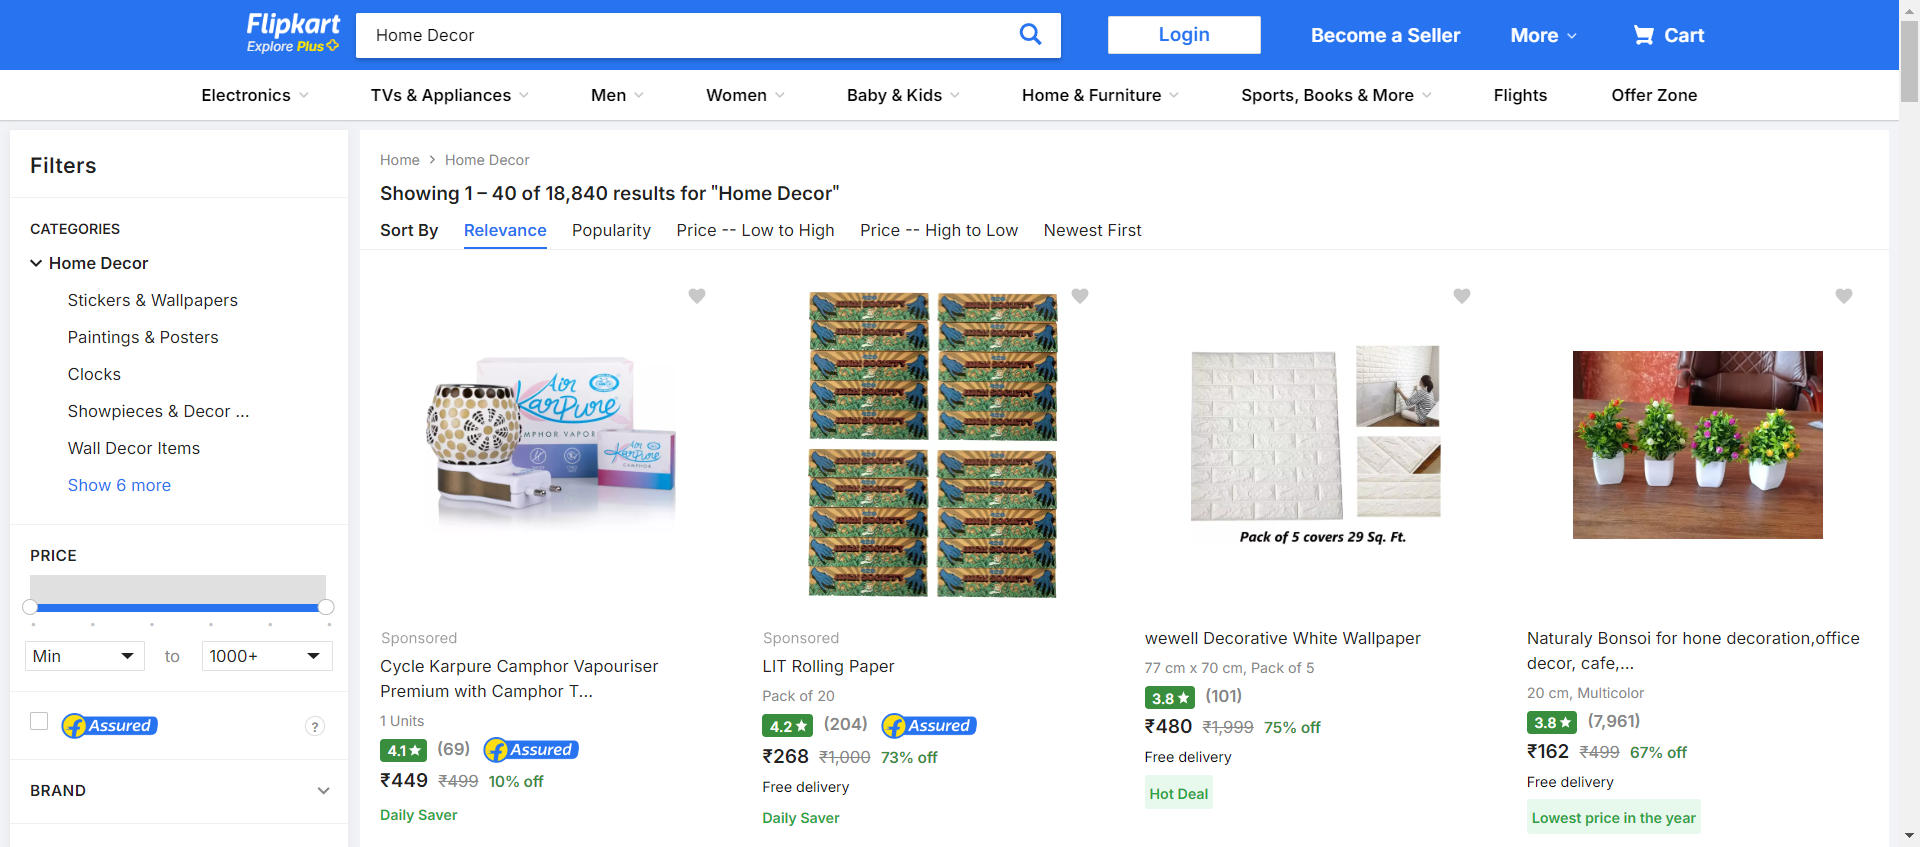 Flipkart
Explore Plus
Home Decor
Login
Become a Seller
More
Cart
Electronics
TVs & Appliances
Men
Women
Baby & Kids
Home & Furniture
Sports, Books & More
Flights
Offer Zone
Filters
CATEGORIES
Home Decor
Stickers & Wallpapers
Paintings & Posters
Clocks
Showpieces & Decor ...
Wall Decor Items
Show 6 more
PRICE
Min
to
1000+
Assured
?
BRAND
Home > Home Decor
Showing 1 – 40 of 18,840 results for "Home Decor"
Sort By
Relevance
Popularity
Price -- Low to High
Price -- High to Low
Newest First
Air
KarPure
CAMPHOR
Sponsored
Cycle Karpure Camphor Vapouriser
Premium with Camphor T...
1 Units
4.1★ (69) Assured
₹449 ₹499 10% off
Daily Saver
HIGH SOCIETY
Sponsored
LIT Rolling Paper
Pack of 20
4.2★ (204) Assured
₹268 ₹1,000 73% off
Free delivery
Daily Saver
Pack of 5 covers 29 Sq. Ft.
wewell Decorative White Wallpaper
77 cm x 70 cm, Pack of 5
3.8★ (101)
₹480 ₹1,999 75% off
Free delivery
Hot Deal
Naturaly Bonsoi for hone decoration,office
decor, cafe,...
20 cm, Multicolor
3.8★ (7,961)
₹162 ₹499 67% off
Free delivery
Lowest price in the year